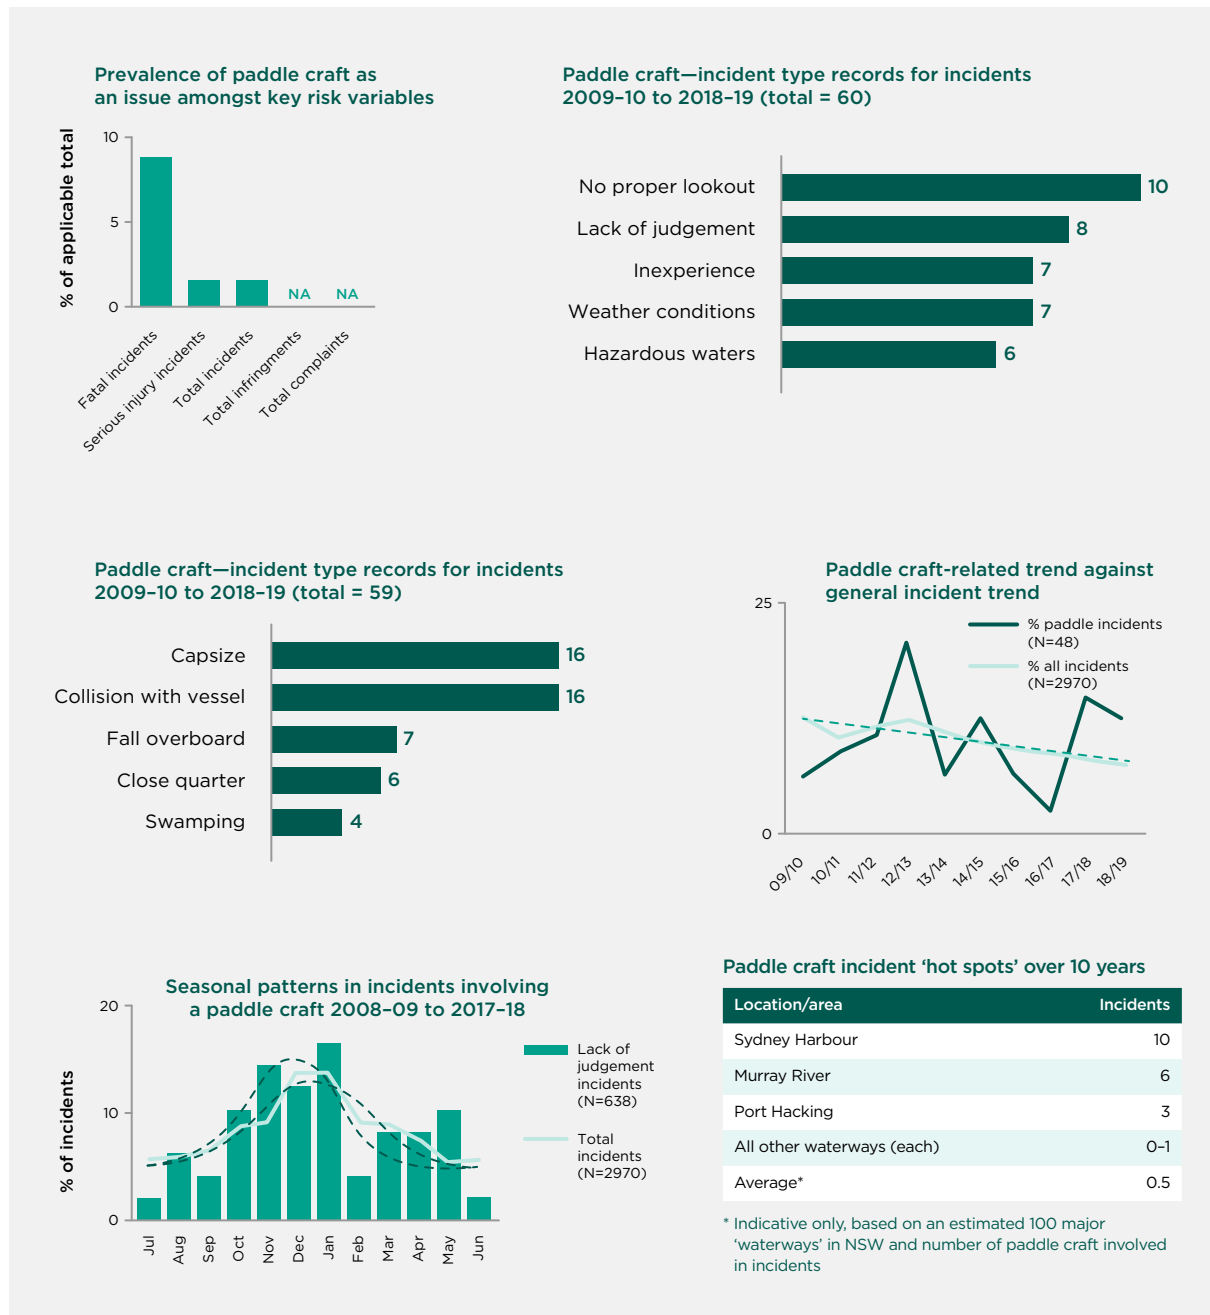 Prevalence of paddle craft as
an issue amongst key risk variables
% of applicable total
10
5
0
NA
NA
Fatal incidents
Serious injury incidents
Total incidents
Total infringments
Total complaints
Paddle craft—incident type records for incidents
2009–10 to 2018–19 (total = 60)
No proper lookout
10
Lack of judgement
8
Inexperience
7
Weather conditions
7
Hazardous waters
6
Paddle craft—incident type records for incidents
2009–10 to 2018–19 (total = 59)
Capsize
16
Collision with vessel
16
Fall overboard
7
Close quarter
6
Swamping
4
Paddle craft-related trend against
general incident trend
25
0
% paddle incidents
(N=48)
% all incidents
(N=2970)
09/10
10/11
11/12
12/13
13/14
14/15
15/16
16/17
17/18
18/19
Seasonal patterns in incidents involving
a paddle craft 2008–09 to 2017–18
% of incidents
20
10
0
Jul
Aug
Sep
Oct
Nov
Dec
Jan
Feb
Mar
Apr
May
Jun
Lack of
judgement
incidents
(N=638)
Total
incidents
(N=2970)
Paddle craft incident ‘hot spots’ over 10 years
Location/area Incidents
Sydney Harbour 10
Murray River 6
Port Hacking 3
All other waterways (each) 0–1
Average* 0.5
* Indicative only, based on an estimated 100 major
‘waterways’ in NSW and number of paddle craft involved
in incidents